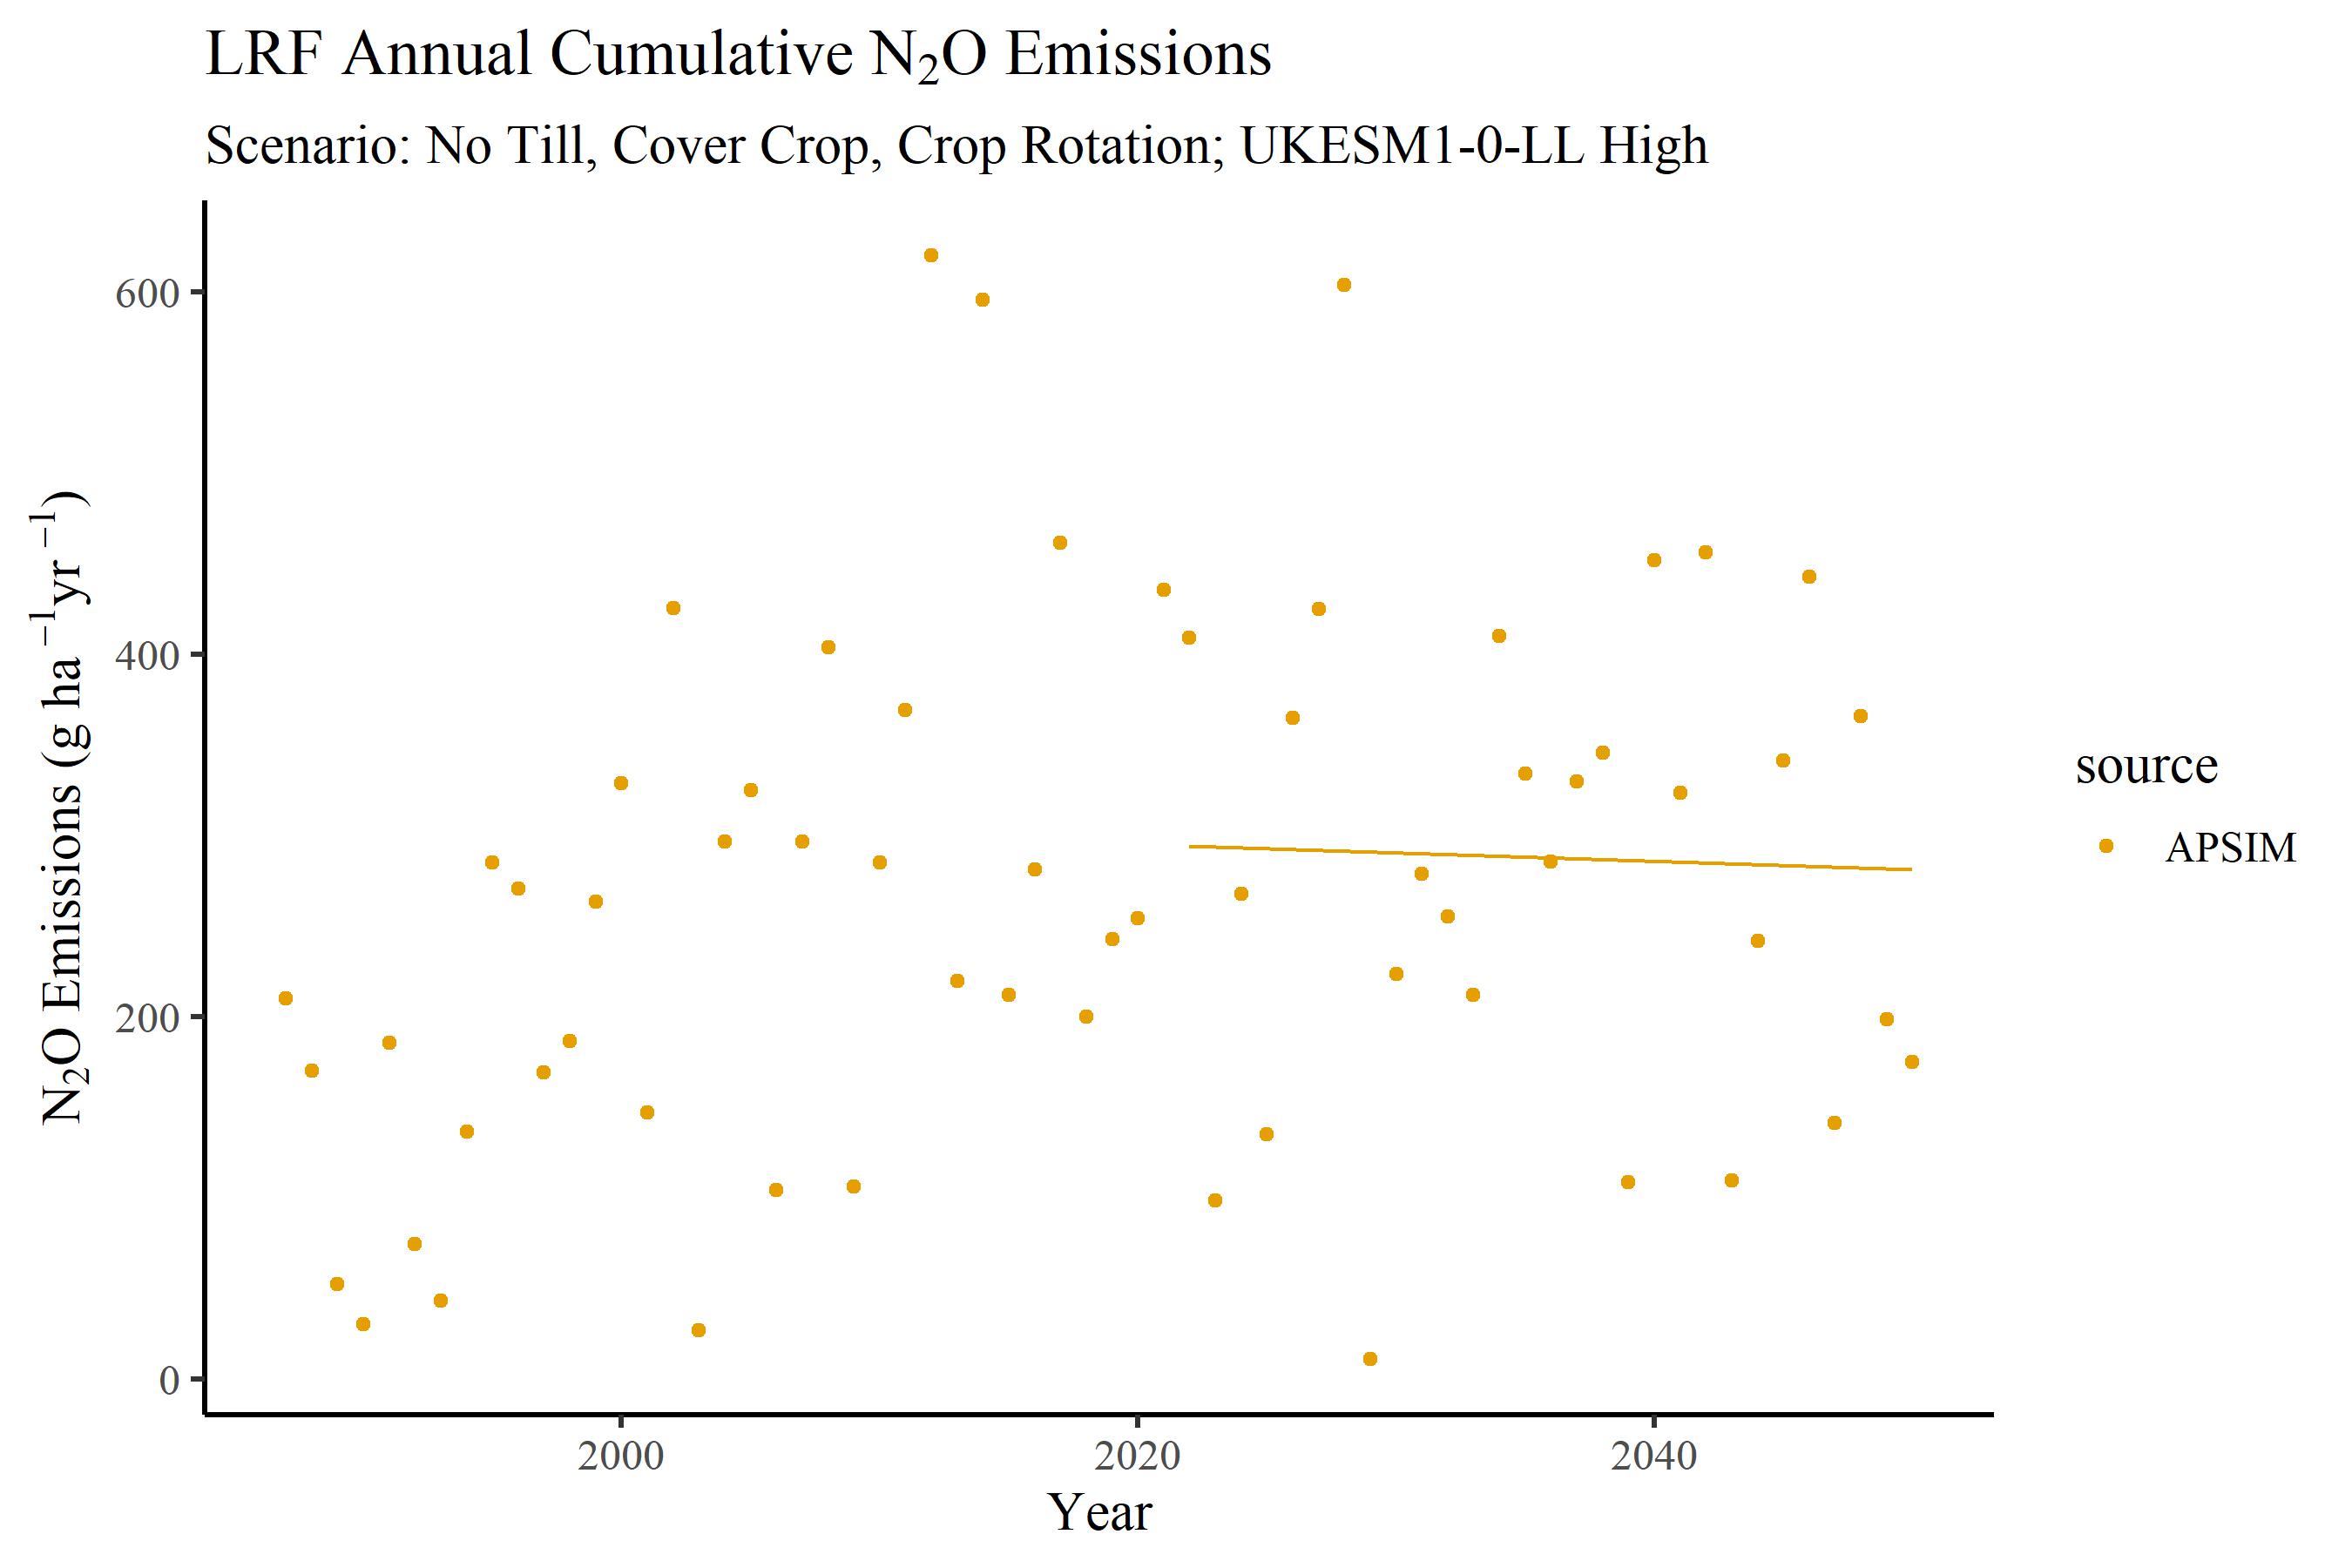 LRF Annual Cumulative N₂O Emissions
Scenario: No Till, Cover Crop, Crop Rotation; UKESM1-0-LL High
N₂O Emissions (g ha⁻¹yr⁻¹)
600
400
200
0
2000 2020 2040
Year
source
APSIM